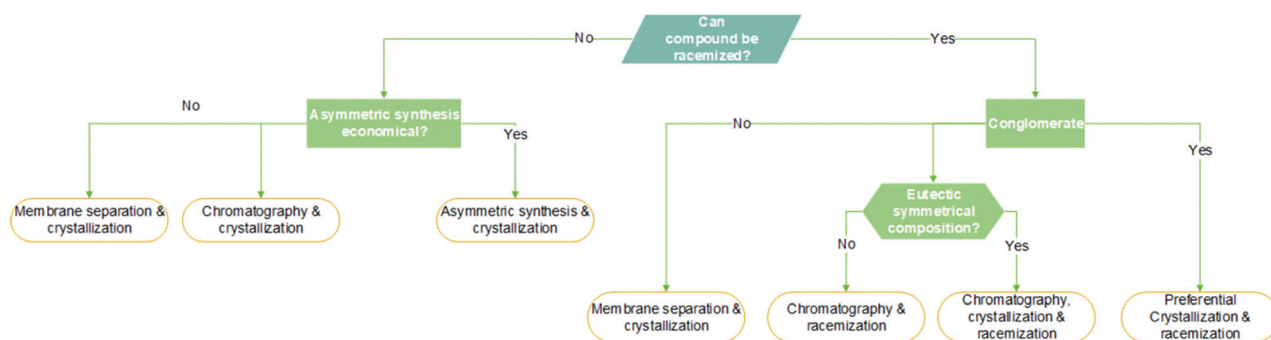 Can
compound be
racemized?
No
Yes
Asymmetric synthesis
economical?
No
Yes
Conglomerate
No
Yes
Membrane separation &
crystallization
Chromatography &
crystallization
Asymmetric synthesis &
crystallization
Eutectic
symmetrical
composition?
No
Yes
Membrane separation &
crystallization
Chromatography &
racemization
Chromatography,
crystallization &
racemization
Preferential
Crystallization &
racemization